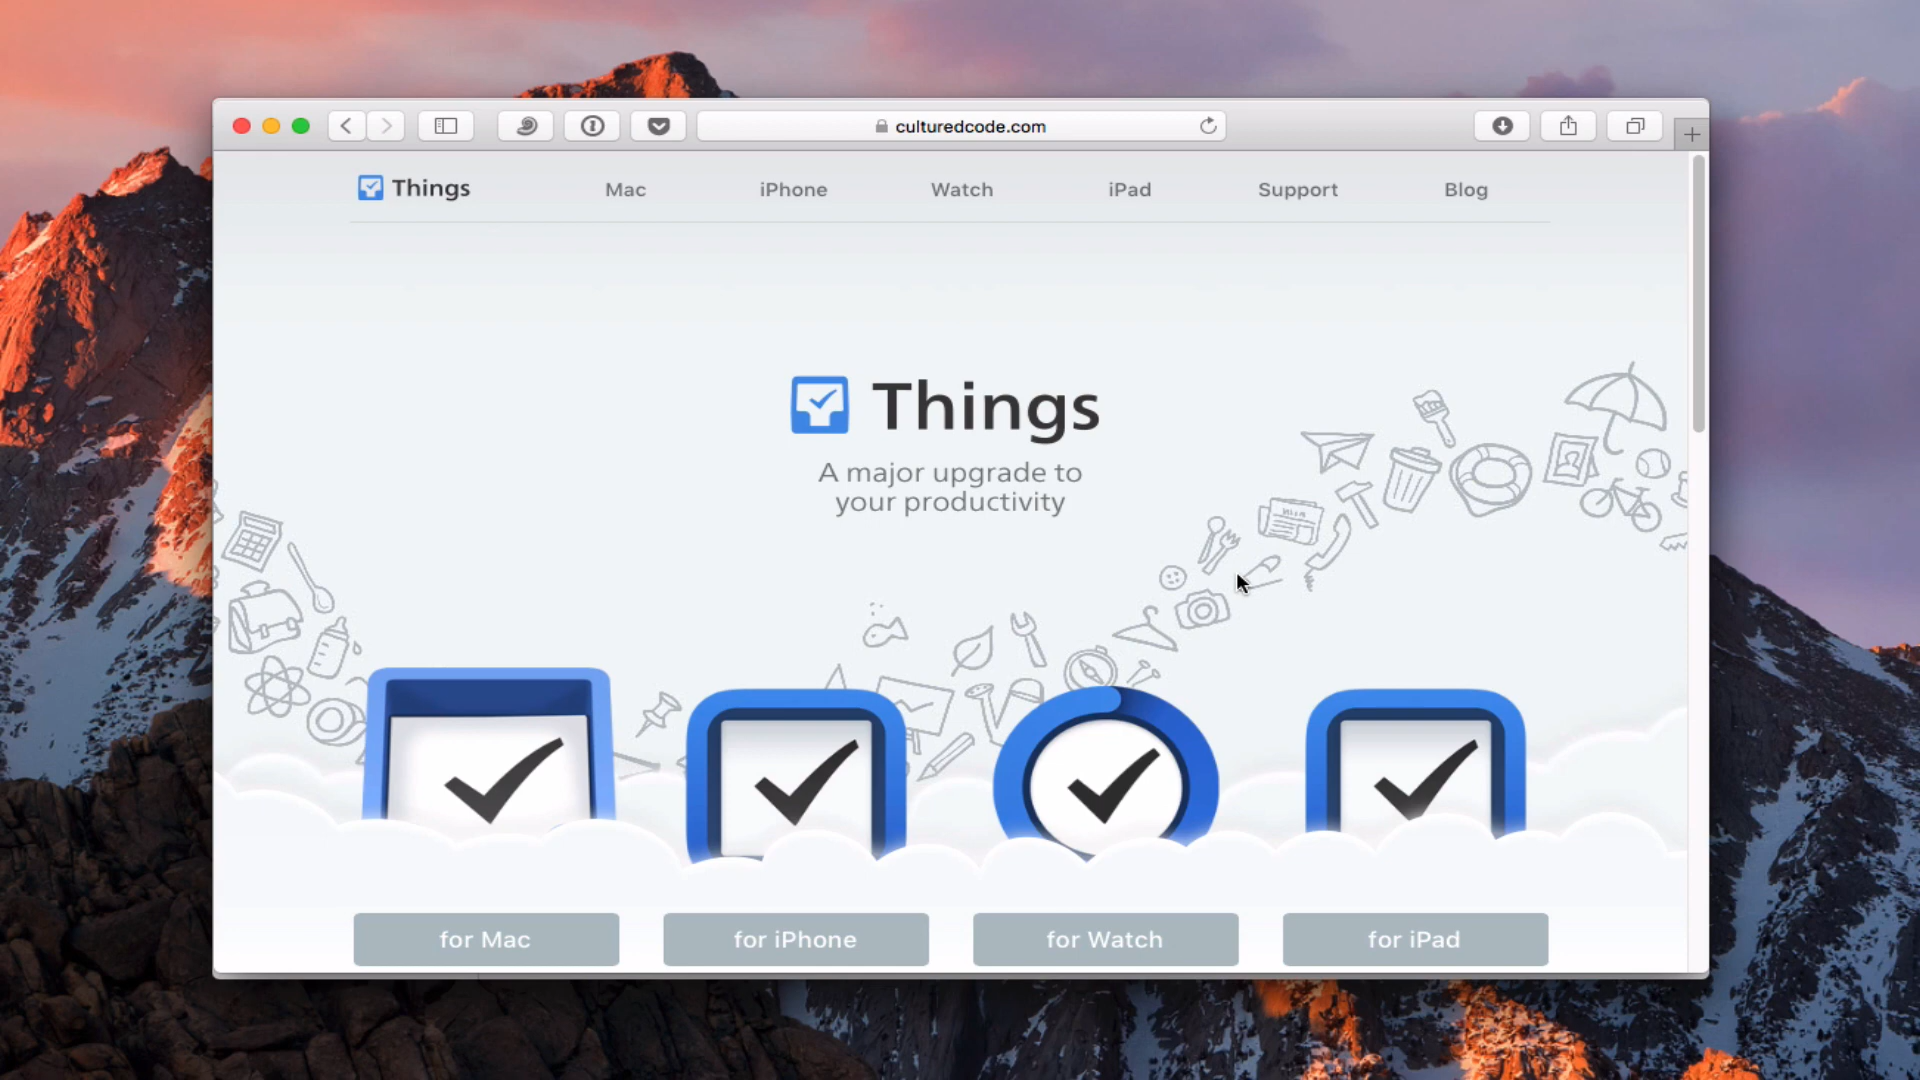 culturedcode.com
Things
Mac
iPhone
Watch
iPad
Support
Blog
Things
A major upgrade to
your productivity
for Mac
for iPhone
for Watch
for iPad